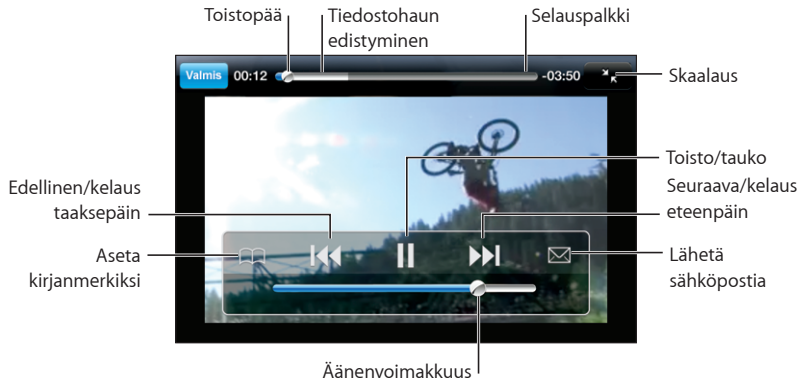 Toistopää
Tiedostohaun
edistyminen
Selauspalkki
Valmis
00:12
-03:50
Skaalaus
Toisto/tauko
Edellinen/kelaus
taaksepäin
Seuraava/kelaus
eteenpäin
Aseta
kirjanmerkiksi
Lähetä
sähköpostia
Äänenvoimakkuus